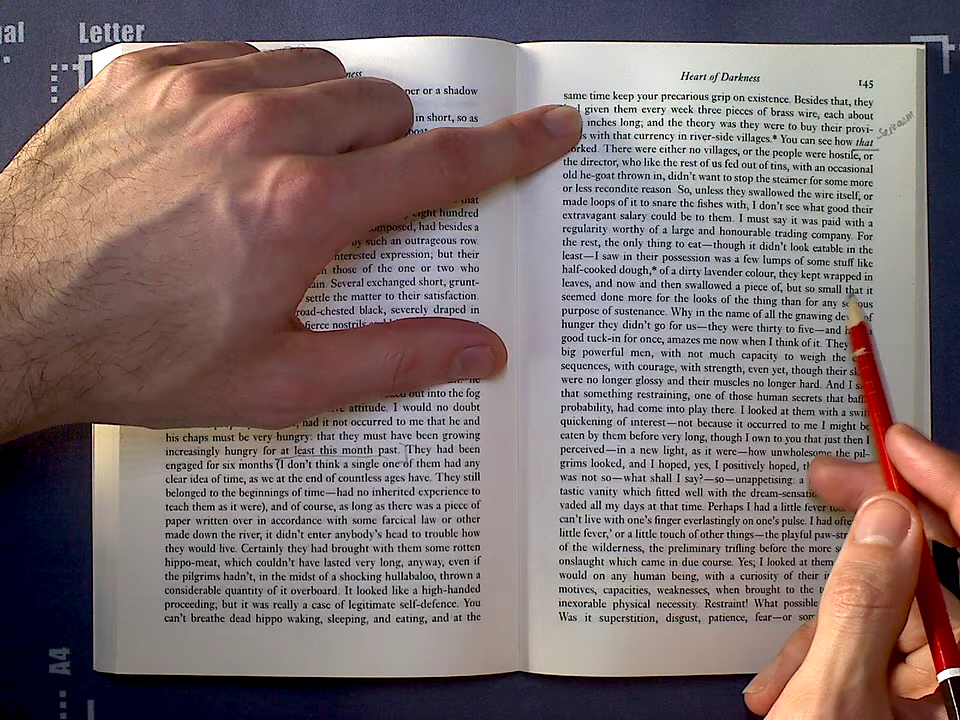 Letter
A4
ness
per or a shadow
in short, so as
that
eight hundred
composed, had besides a
by such an outrageous row.
interested expression; but their
those of the one or two who
Several exchanged short, grunt-
settle the matter to their satisfaction.
road-chested black, severely draped in
fierce nostrils
out into the fog
attitude. I would no doubt
had it not occurred to me that he and
his chaps must be very hungry: that they must have been growing
increasingly hungry for at least this month past. They had been
engaged for six months (I don't think a single one of them had any
clear idea of time, as we at the end of countless ages have. They still
belonged to the beginnings of time—had no inherited experience to
teach them as it were), and of course, as long as there was a piece of
paper written over in accordance with some farcical law or other
made down the river, it didn't enter anybody's head to trouble how
they would live. Certainly they had brought with them some rotten
hippo-meat, which couldn't have lasted very long, anyway, even if
the pilgrims hadn't, in the midst of a shocking hullabaloo, thrown a
considerable quantity of it overboard. It looked like a high-handed
proceeding; but it was really a case of legitimate self-defence. You
can't breathe dead hippo waking, sleeping, and eating, and at the
Heart of Darkness 145
same time keep your precarious grip on existence. Besides that, they
given them every week three pieces of brass wire, each about
inches long; and the theory was they were to buy their provi-
with that currency in river-side villages.* You can see how that
orked. There were either no villages, or the people were hostile, or
the director, who like the rest of us fed out of tins, with an occasional
old he-goat thrown in, didn't want to stop the steamer for some more
or less recondite reason. So, unless they swallowed the wire itself, or
made loops of it to snare the fishes with, I don't see what good their
extravagant salary could be to them. I must say it was paid with a
regularity worthy of a large and honourable trading company. For
the rest, the only thing to eat—though it didn't look eatable in the
least—I saw in their possession was a few lumps of some stuff like
half-cooked dough,* of a dirty lavender colour, they kept wrapped in
leaves, and now and then swallowed a piece of, but so small that it
seemed done more for the looks of the thing than for any
purpose of sustenance. Why in the name of all the gnawing of
hunger they didn't go for us—they were thirty to five—and
good tuck-in for once, amazes me now when I think of it. They
big powerful men, with not much capacity to weigh the
sequences, with courage, with strength, even yet, though their
were no longer glossy and their muscles no longer hard. And I
that something restraining, one of those human secrets that
probability, had come into play there. I looked at them with a
quickening of interest—not because it occurred to me I might be
eaten by them before very long, though I own to you that just then I
perceived—in a new light, as it were—how unwholesome the pil-
grims looked, and I hoped, yes, I positively hoped,
was not so—what shall I say?—so—unappetising: a
tastic vanity which fitted well with the
vaded all my days at that time. Perhaps I had a little fever
can't live with one's finger everlastingly on one's pulse. I had
little fever,' or a little touch of other things—the playful
of the wilderness, the preliminary trifling before the more
onslaught which came in due course. Yes; I looked at them
would on any human being, with a curiosity of their
motives, capacities, weaknesses, when brought to the
inexorable physical necessity. Restraint! What possible
Was it superstition, disgust, patience, fear—or